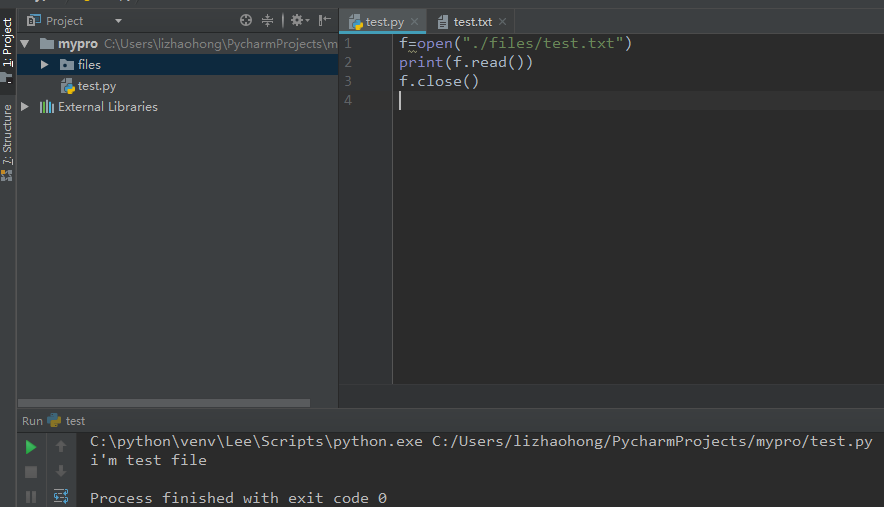 Project
test.py
test.txt
mypro C:\Users\lizhaohong\PycharmProjects\m
files
test.py
External Libraries
1: Project
7: Structure
1 f=open("./files/test.txt")
2 print(f.read())
3 f.close()
4
Run test
C:\python\venv\Lee\Scripts\python.exe C:/Users/lizhaohong/PycharmProjects/mypro/test.py
i'm test file
Process finished with exit code 0